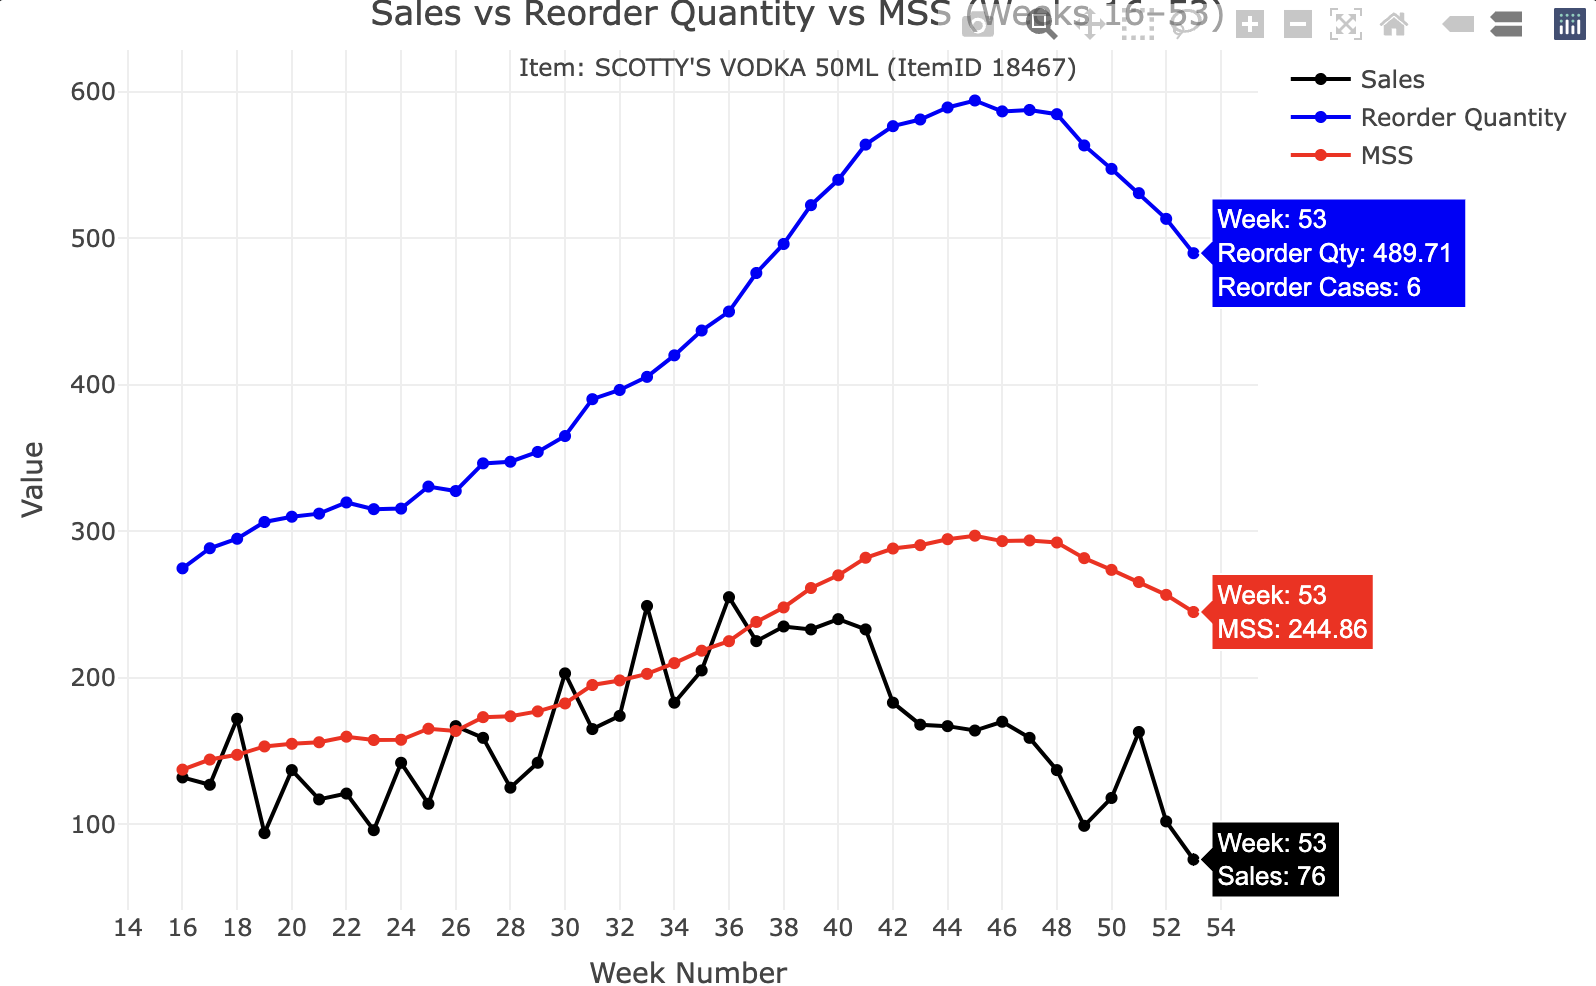 Sales vs Reorder Quantity vs MSS (Weeks 16–53)
Item: SCOTTY'S VODKA 50ML (ItemID 18467)
Sales
Reorder Quantity
MSS
600
500
400
300
200
100
Value
Week: 53
Reorder Qty: 489.71
Reorder Cases: 6
Week: 53
MSS: 244.86
Week: 53
Sales: 76
14 16 18 20 22 24 26 28 30 32 34 36 38 40 42 44 46 48 50 52 54
Week Number